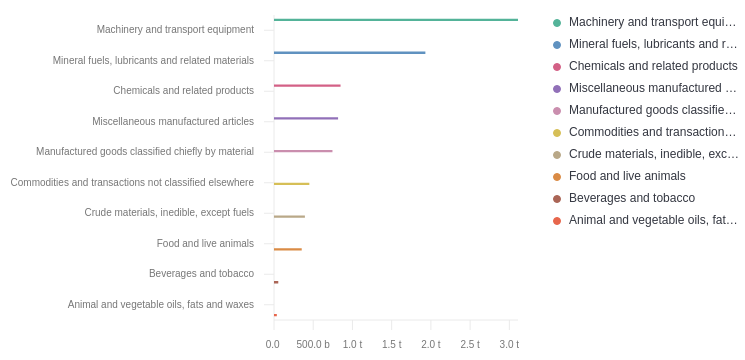 Machinery and transport equipment
Mineral fuels, lubricants and related materials
Chemicals and related products
Miscellaneous manufactured articles
Manufactured goods classified chiefly by material
Commodities and transactions not classified elsewhere
Crude materials, inedible, except fuels
Food and live animals
Beverages and tobacco
Animal and vegetable oils, fats and waxes
0.0 500.0 b 1.0 t 1.5 t 2.0 t 2.5 t 3.0 t
Machinery and transport equi...
Mineral fuels, lubricants and r...
Chemicals and related products
Miscellaneous manufactured ...
Manufactured goods classifie...
Commodities and transaction...
Crude materials, inedible, exc...
Food and live animals
Beverages and tobacco
Animal and vegetable oils, fat...